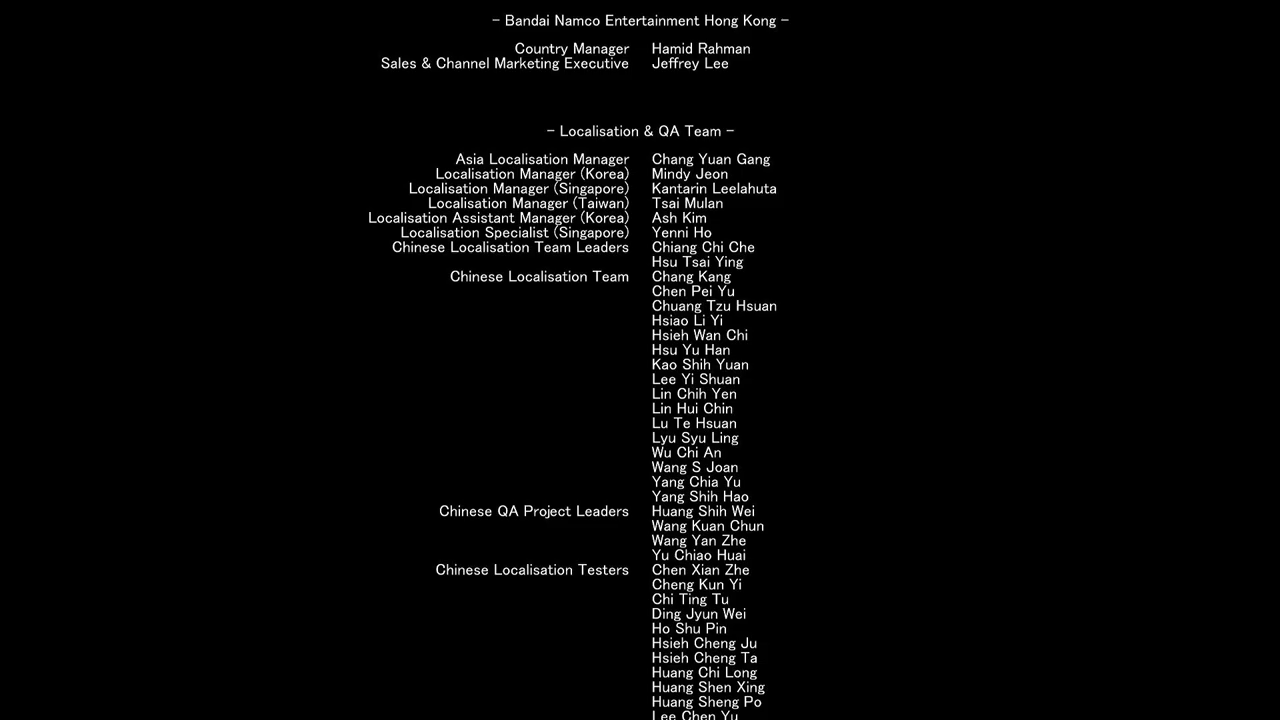 - Bandai Namco Entertainment Hong Kong -
Country Manager Hamid Rahman
Sales & Channel Marketing Executive Jeffrey Lee
- Localisation & QA Team -
Asia Localisation Manager Chang Yuan Gang
Localisation Manager (Korea) Mindy Jeon
Localisation Manager (Singapore) Kantarin Leelahuta
Localisation Manager (Taiwan) Tsai Mulan
Localisation Assistant Manager (Korea) Ash Kim
Localisation Specialist (Singapore) Yenni Ho
Chinese Localisation Team Leaders Chiang Chi Che
Hsu Tsai Ying
Chinese Localisation Team Chang Kang
Chen Pei Yu
Chuang Tzu Hsuan
Hsiao Li Yi
Hsieh Wan Chi
Hsu Yu Han
Kao Shih Yuan
Lee Yi Shuan
Lin Chih Yen
Lin Hui Chin
Lu Te Hsuan
Lyu Syu Ling
Wu Chi An
Wang S Joan
Yang Chia Yu
Yang Shih Hao
Chinese QA Project Leaders Huang Shih Wei
Wang Kuan Chun
Wang Yan Zhe
Yu Chiao Huai
Chinese Localisation Testers Chen Xian Zhe
Cheng Kun Yi
Chi Ting Tu
Ding Jyun Wei
Ho Shu Pin
Hsieh Cheng Ju
Hsieh Cheng Ta
Huang Chi Long
Huang Shen Xing
Huang Sheng Po
Lee Chen Yu